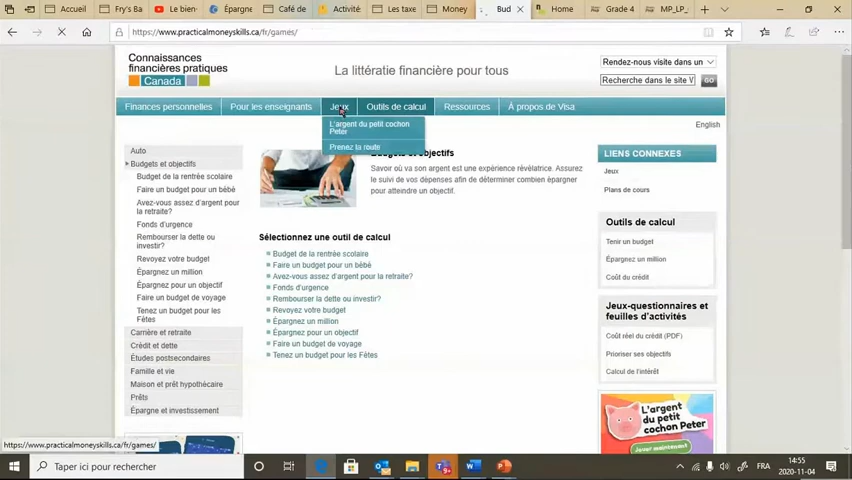 Accueil
Fry's Ba
Le bien-
Épargne
Café de
Activité
Les taxe
Money
Bud
Home
Grade 4
MP_LP_
https://www.practicalmoneyskills.ca/fr/games/
Connaissances
financières pratiques
Canada
La littératie financière pour tous
Rendez-nous visite dans un
Recherche dans le site V
GO
Finances personnelles
Pour les enseignants
Jeux
Outils de calcul
Ressources
À propos de Visa
L'argent du petit cochon
Peter
Prenez la route
English
Auto
Budgets et objectifs
Budget de la rentrée scolaire
Faire un budget pour un bébé
Avez-vous assez d'argent pour
la retraite?
Fonds d'urgence
Rembourser la dette ou
investir?
Revoyez votre budget
Épargnez un million
Épargnez pour un objectif
Faire un budget de voyage
Tenez un budget pour les
Fêtes
Carrière et retraite
Crédit et dette
Études postsecondaires
Famille et vie
Maison et prêt hypothécaire
Prêts
Épargne et investissement
Budgets et objectifs
Savoir où va son argent est une expérience révélatrice. Assurez
le suivi de vos dépenses afin de déterminer combien épargner
pour atteindre un objectif.
Sélectionnez une outil de calcul
Budget de la rentrée scolaire
Faire un budget pour un bébé
Avez-vous assez d'argent pour la retraite?
Fonds d'urgence
Rembourser la dette ou investir?
Revoyez votre budget
Épargnez un million
Épargnez pour un objectif
Faire un budget de voyage
Tenez un budget pour les Fêtes
LIENS CONNEXES
Jeux
Plans de cours
Outils de calcul
Tenir un budget
Épargnez un million
Coût du crédit
Jeux-questionnaires et
feuilles d'activités
Coût réel du crédit (PDF)
Prioriser ses objectifs
Calcul de l'intérêt
L'argent
du petit
cochon
Peter
Jouer maintenant
https://www.practicalmoneyskills.ca/fr/games/
Taper ici pour rechercher
FRA
14:55
2020-11-04